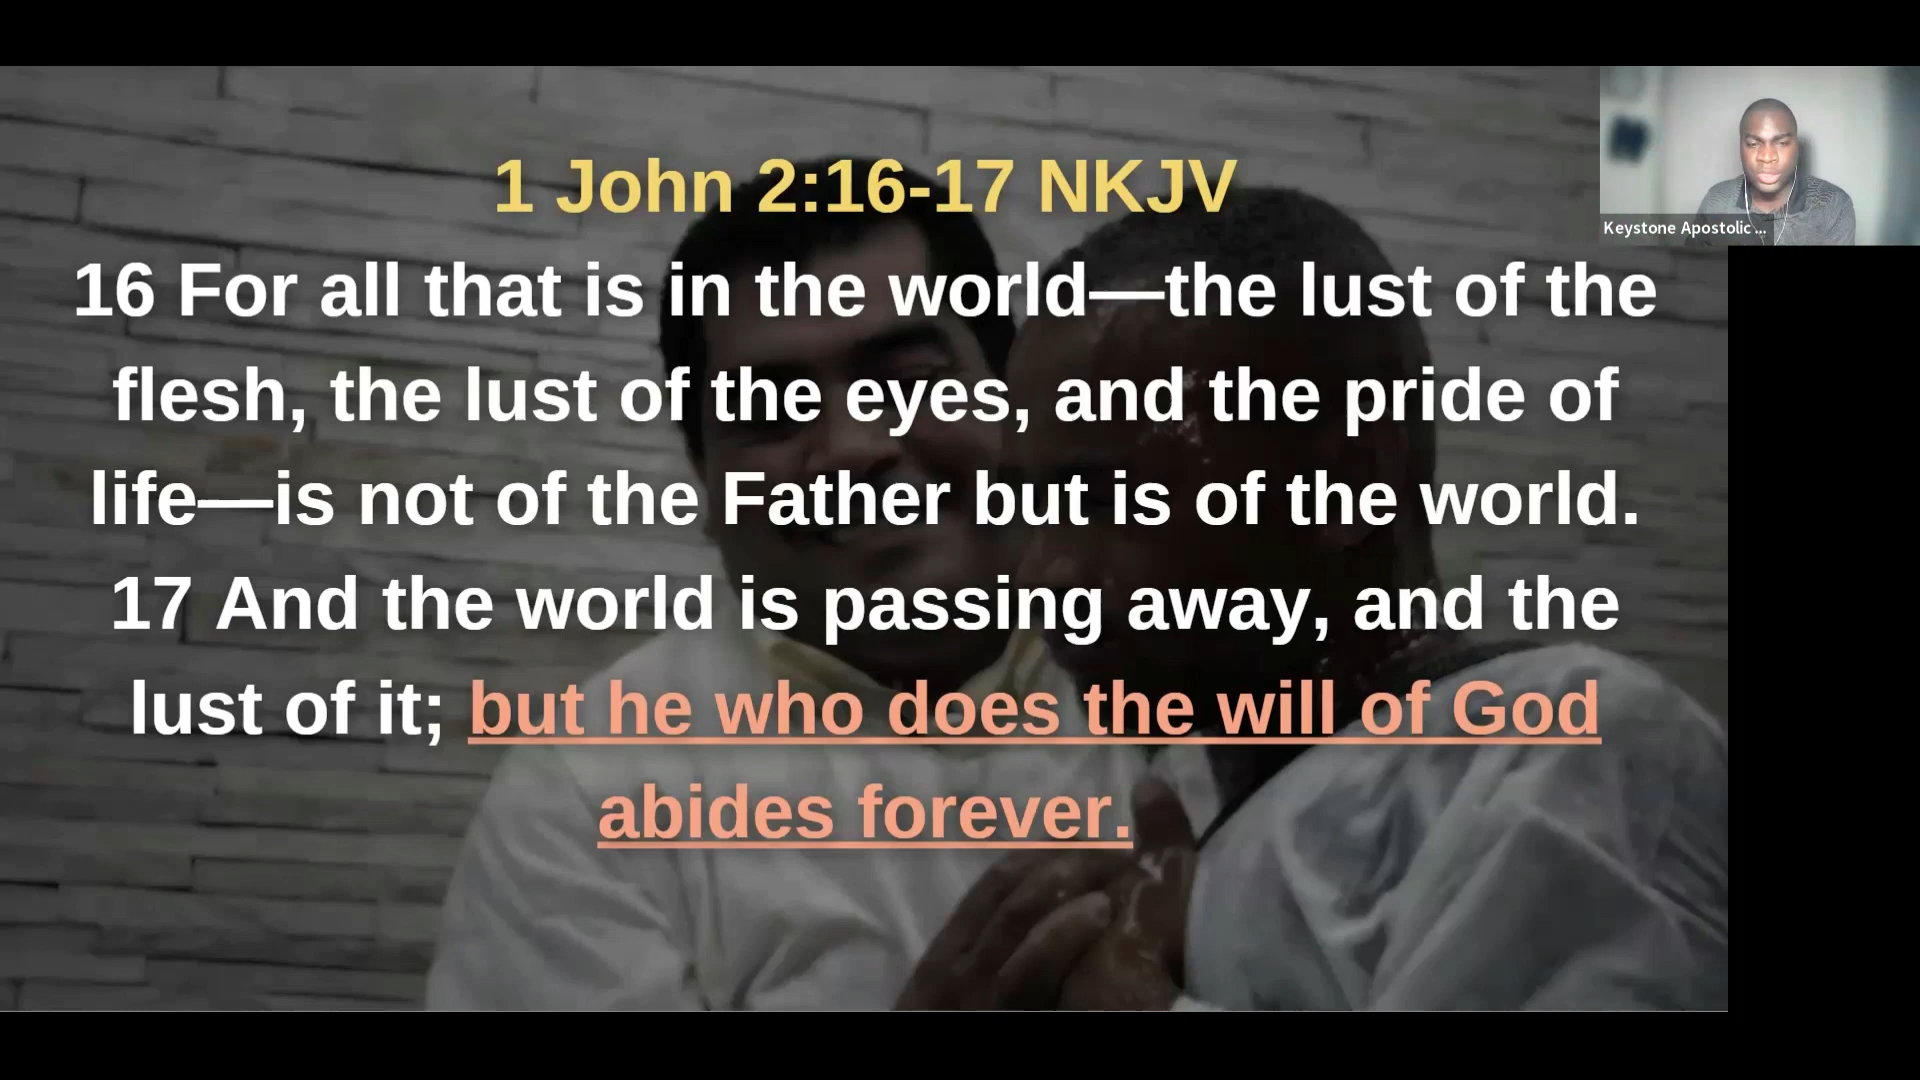 1 John 2:16-17 NKJV
16 For all that is in the world—the lust of the
flesh, the lust of the eyes, and the pride of
life—is not of the Father but is of the world.
17 And the world is passing away, and the
lust of it; but he who does the will of God
abides forever.
Keystone Apostolic ...